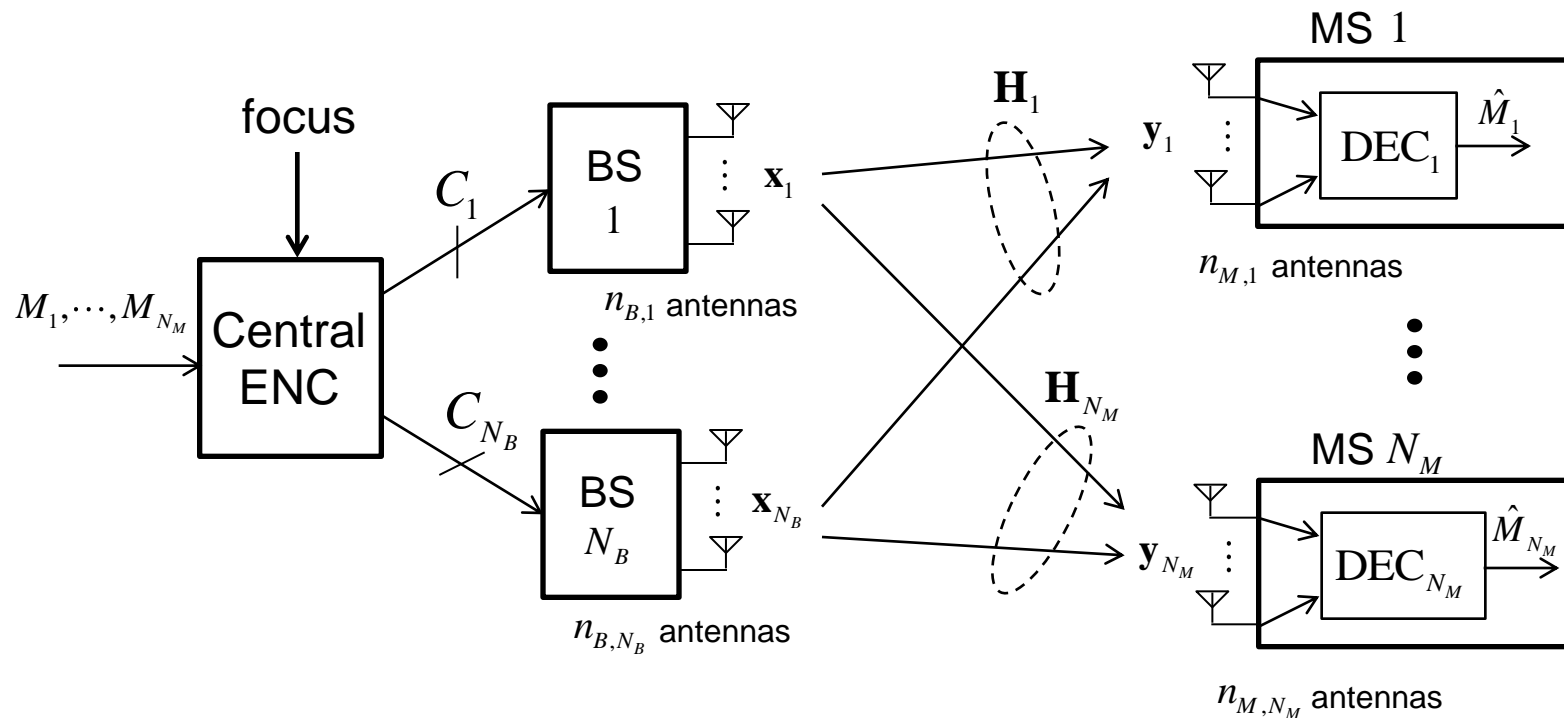 focus
M_1, ⋯, M_{N_M}
Central
ENC
C_1
C_{N_B}
BS
1
⋮
x_1
n_{B,1} antennas
BS
N_B
⋮
x_{N_B}
n_{B,N_B} antennas
H_1
H_{N_M}
MS 1
y_1
⋮
DEC_1
\hat{M}_1
n_{M,1} antennas
MS N_M
y_{N_M}
⋮
DEC_{N_M}
\hat{M}_{N_M}
n_{M,N_M} antennas